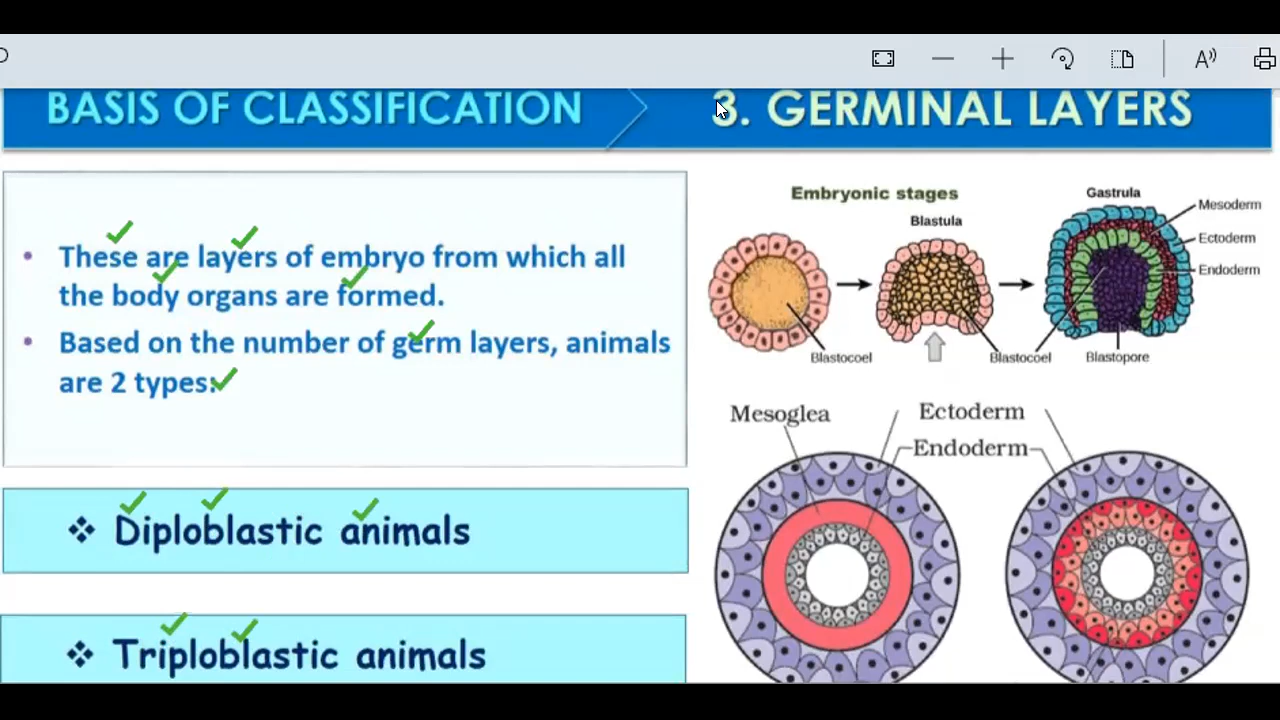 BASIS OF CLASSIFICATION
3. GERMINAL LAYERS
• These are layers of embryo from which all
the body organs are formed.
• Based on the number of germ layers, animals
are 2 types:
❖ Diploblastic animals
❖ Triploblastic animals
Embryonic stages
Blastula
Gastrula
Mesoderm
Ectoderm
Endoderm
Blastocoel
Blastocoel
Blastopore
Mesoglea
Ectoderm
Endoderm